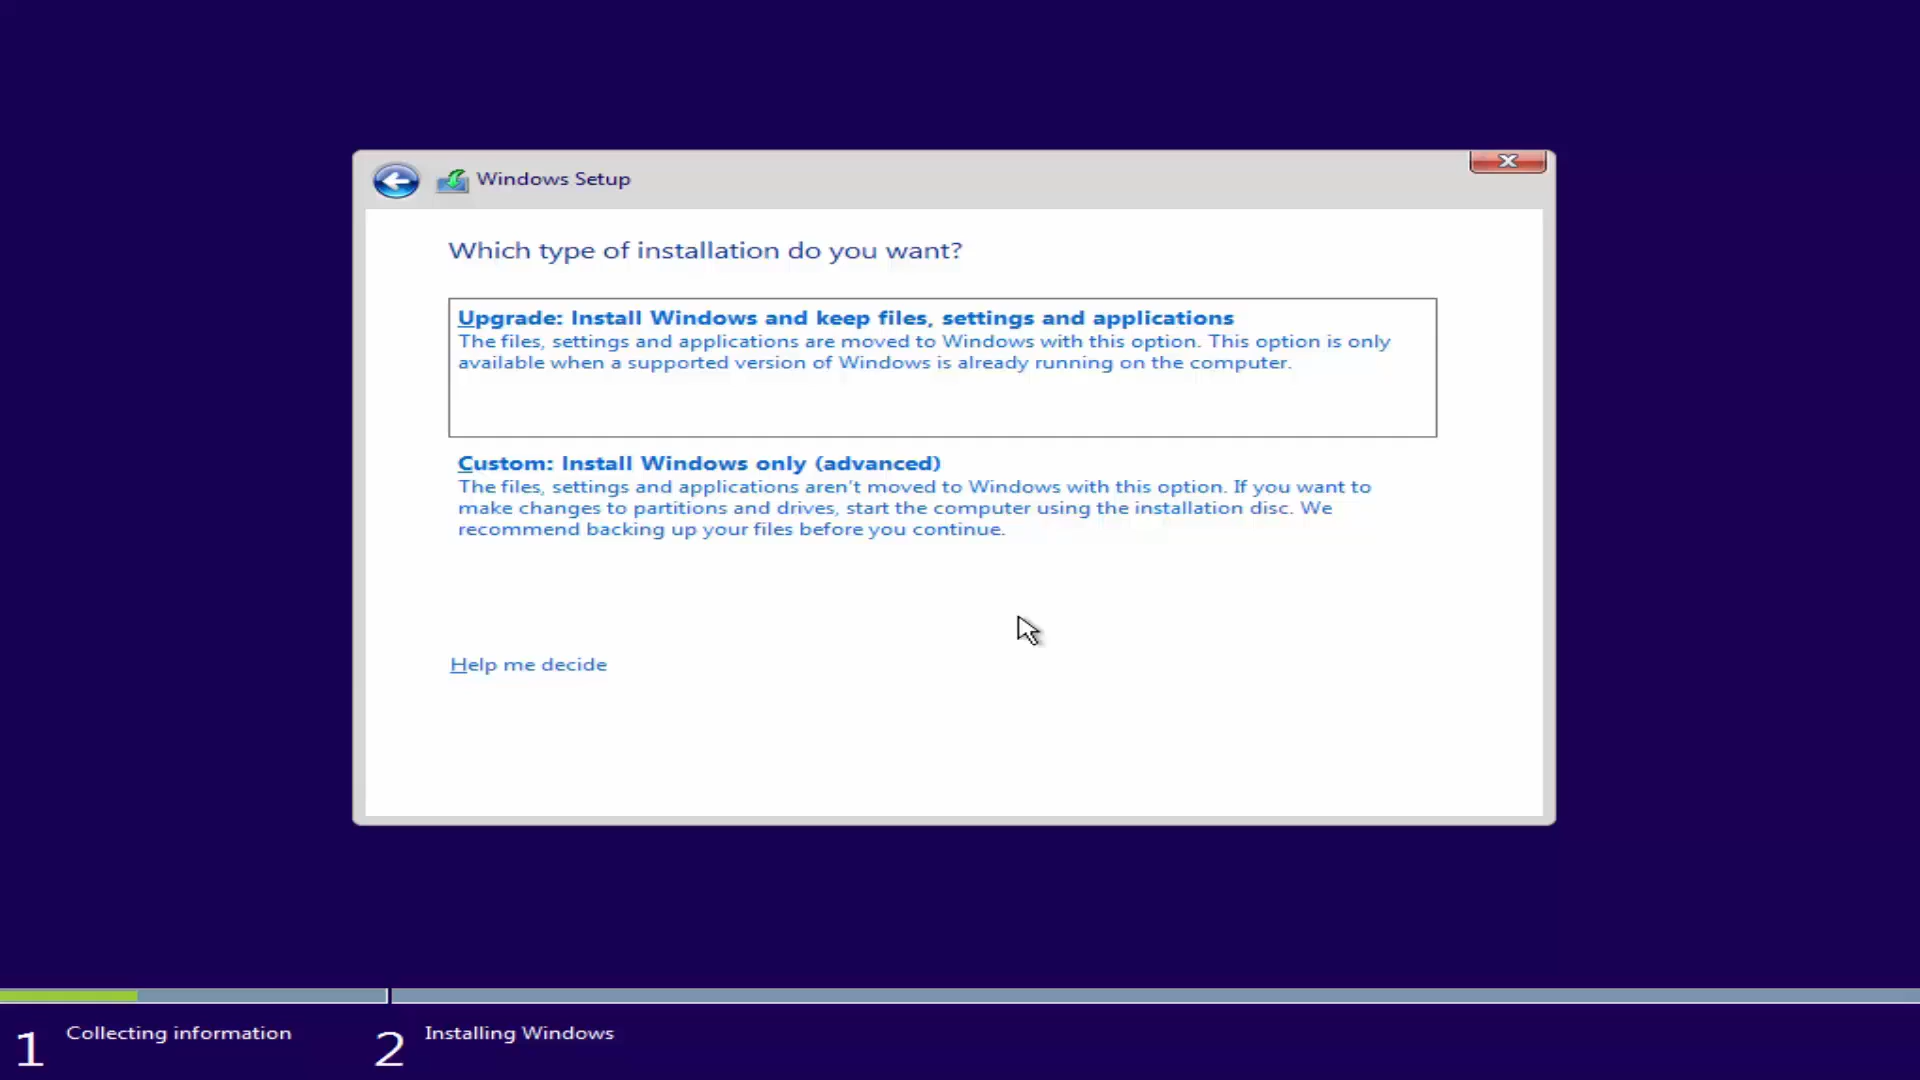 Windows Setup
Which type of installation do you want?
Upgrade: Install Windows and keep files, settings and applications
The files, settings and applications are moved to Windows with this option. This option is only
available when a supported version of Windows is already running on the computer.
Custom: Install Windows only (advanced)
The files, settings and applications aren't moved to Windows with this option. If you want to
make changes to partitions and drives, start the computer using the installation disc. We
recommend backing up your files before you continue.
Help me decide
1 Collecting information
2 Installing Windows